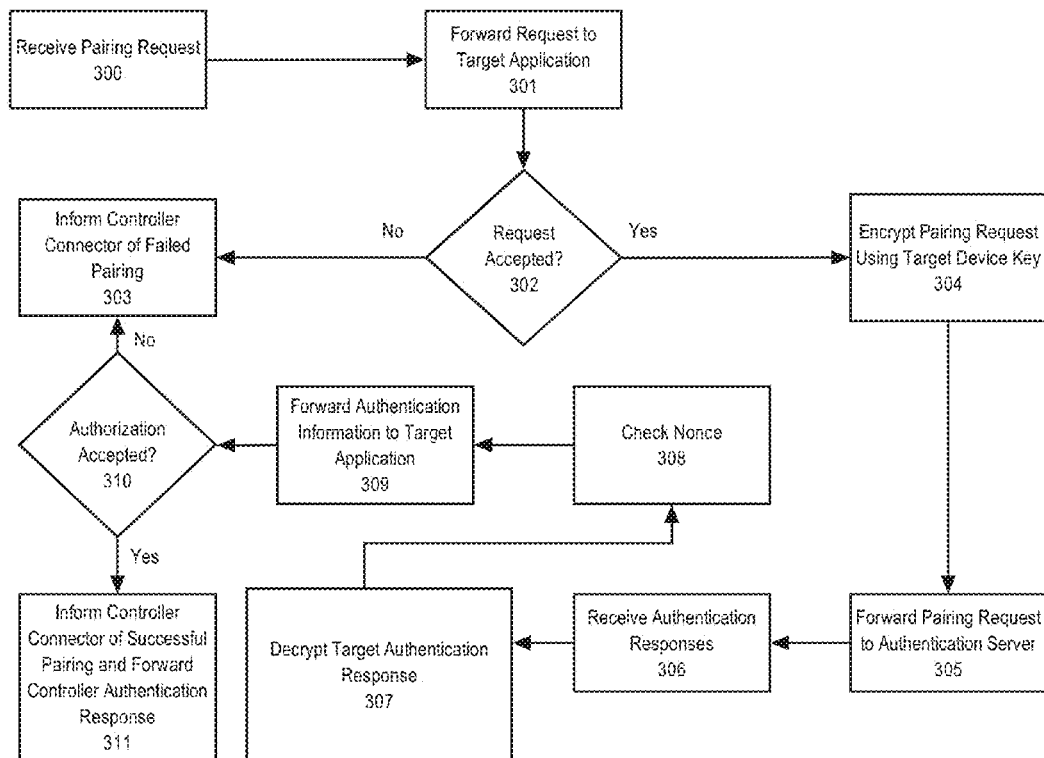 Receive Pairing Request
300
Forward Request to
Target Application
301
Inform Controller
Connector of Failed
Pairing
303
No
Request
Accepted?
302
Yes
Encrypt Pairing Request
Using Target Device Key
304
No
Authorization
Accepted?
310
Forward Authentication
Information to Target
Application
309
Check Nonce
308
Yes
Inform Controller
Connector of Successful
Pairing and Forward
Controller Authentication
Response
311
Decrypt Target Authentication
Response
307
Receive Authentication
Responses
306
Forward Pairing Request
to Authentication Server
305